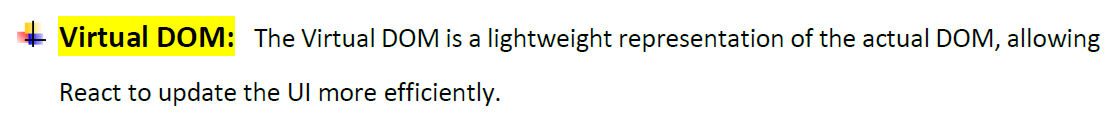 Virtual DOM: The Virtual DOM is a lightweight representation of the actual DOM, allowing
React to update the UI more efficiently.